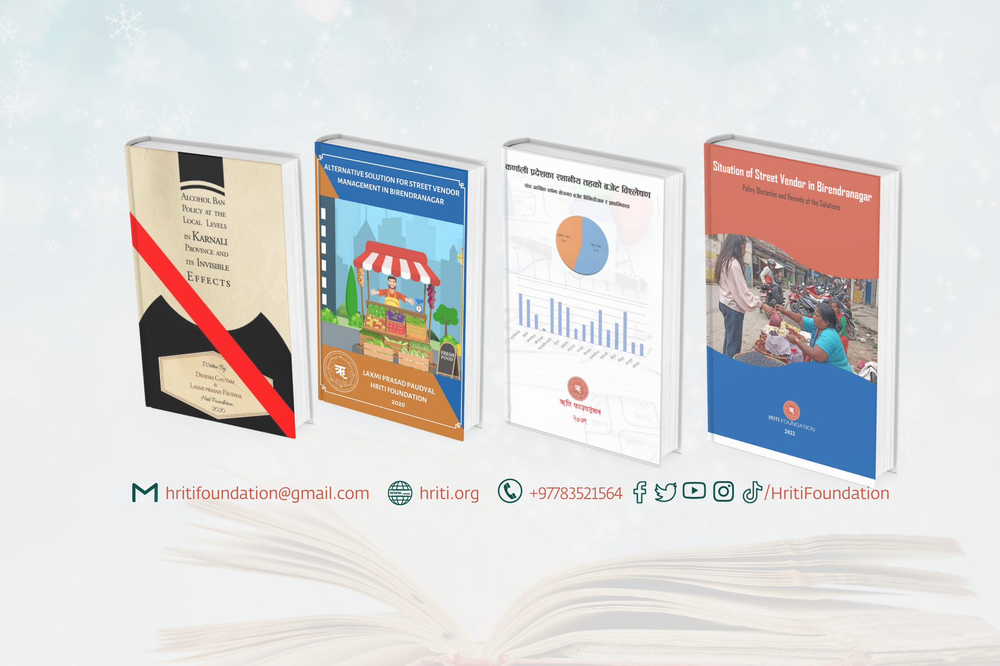 ALCOHOL BAN
POLICY AT THE
LOCAL LEVELS
IN KARNALI
PROVINCE AND
ITS INVISIBLE
EFFECTS
Written By
DINESH GAUTAM
&
LAXMI PRASAD PAUDYAL
Hriti Foundation,
2020
ALTERNATIVE SOLUTION FOR STREET VENDOR
MANAGEMENT IN BIRENDRANAGAR
FRESH
FOOD
ऋ
LAXMI PRASAD PAUDYAL
HRITI FOUNDATION
2020
कर्णाली प्रदेशका स्थानीय तहको बजेट विश्लेषण
पाँच आर्थिक वर्षमा क्षेत्रगत बजेट विनियोजन र प्राथमिकता
ऋ
ऋति फाउण्डेसन
२०७९
25%
30%
45%
Situation of Street Vendor in Birendranagar
Policy Obstacles and Remedy of the Solutions
ऋ
IRITI FOUNDATION
2022
hritifoundation@gmail.com
www.
hriti.org
+97783521564
/HritiFoundation